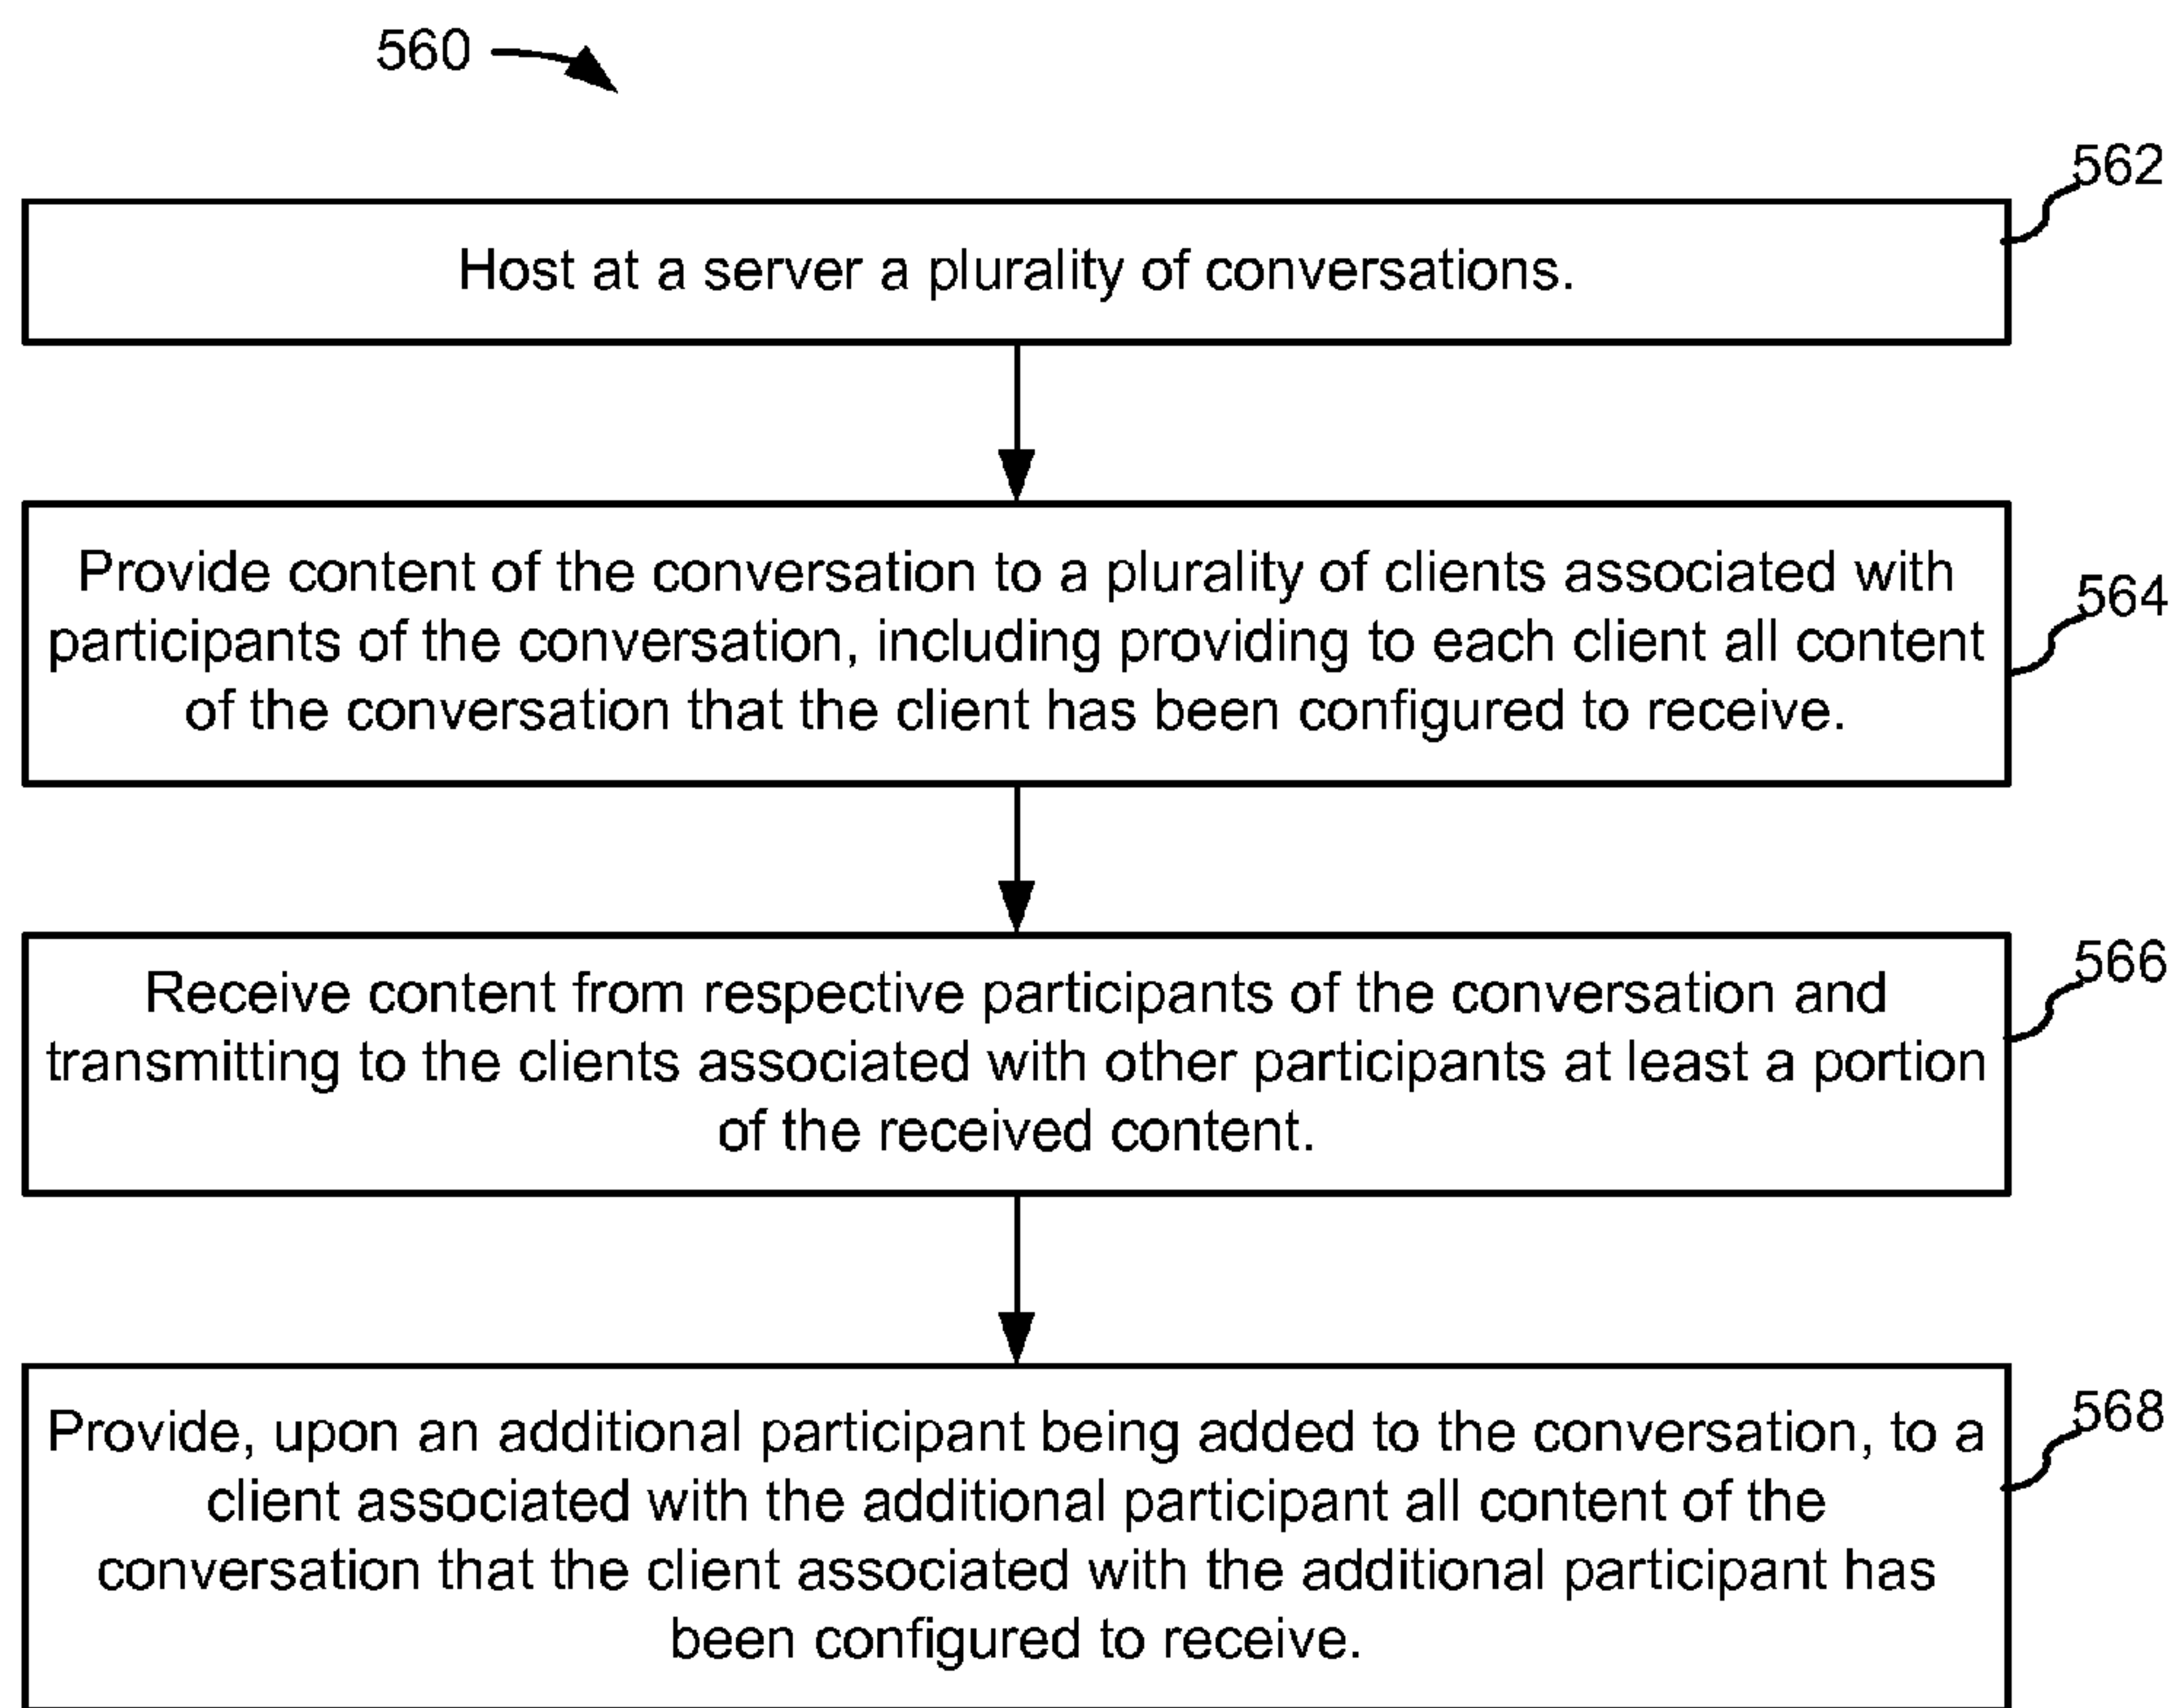 560
562
Host at a server a plurality of conversations.
Provide content of the conversation to a plurality of clients associated with
564
participants of the conversation, including providing to each client all content
of the conversation that the client has been configured to receive.
566
Receive content from respective participants of the conversation and
transmitting to the clients associated with other participants at least a portion
of the received content.
568
Provide, upon an additional participant being added to the conversation, to a
client associated with the additional participant all content of the
conversation that the client associated with the additional participant has
been configured to receive.